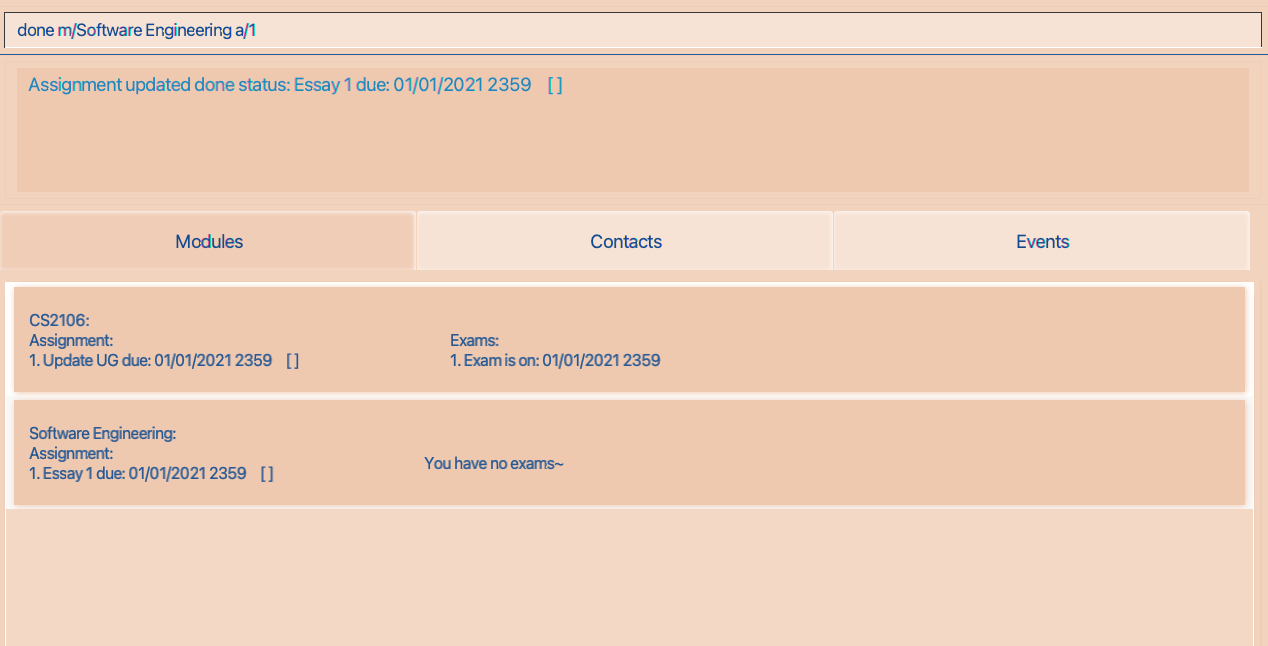 done m/Software Engineering a/1
Assignment updated done status: Essay 1 due: 01/01/2021 2359 [ ]
Modules
Contacts
Events
CS2106:
Assignment:
1. Update UG due: 01/01/2021 2359 [ ]
Exams:
1. Exam is on: 01/01/2021 2359
Software Engineering:
Assignment:
1. Essay 1 due: 01/01/2021 2359 [ ]
You have no exams~